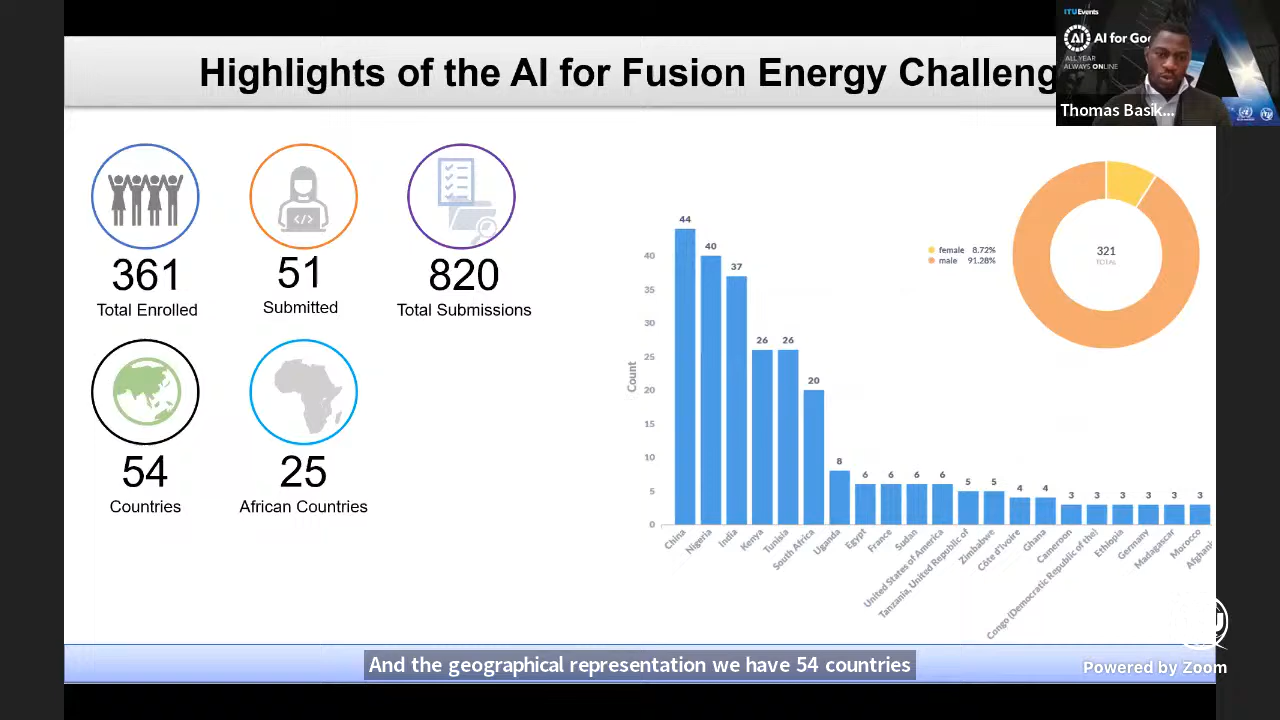 Highlights of the AI for Fusion Energy Challeng
ITUEvents
AI
AI for Goo
ALL YEAR
ALWAYS ONLINE
Thomas Basik...
361
Total Enrolled
51
Submitted
820
Total Submissions
54
Countries
25
African Countries
female 8.72%
male 91.28%
321
TOTAL
Count
40
35
30
25
20
15
10
5
0
44
40
37
26
26
20
8
6
6
6
6
5
5
4
4
3
3
3
3
3
3
China
Nigeria
India
Kenya
Tunisia
South Africa
Uganda
Egypt
France
Sudan
United States of America
Tanzania, United Republic of
Zimbabwe
Côte d'Ivoire
Ghana
Cameroon
Congo (Democratic Republic of the)
Ethiopia
Germany
Madagascar
Morocco
Afghani
And the geographical representation we have 54 countries
Powered by Zoom